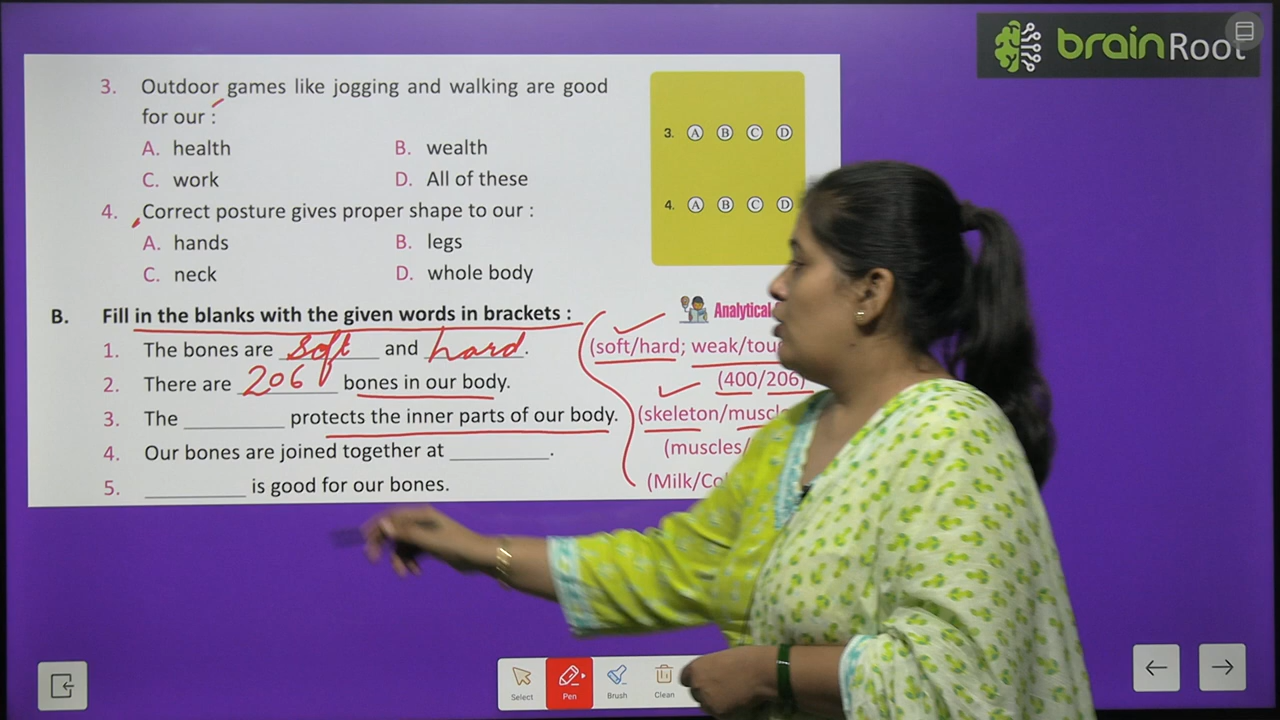 brainRoot
3. Outdoor games like jogging and walking are good
for our :
A. health B. wealth
C. work D. All of these
4. Correct posture gives proper shape to our :
A. hands B. legs
C. neck D. whole body
3. A B C D
4. A B C D
B. Fill in the blanks with the given words in brackets :
Analytical
1. The bones are soft and hard. (soft/hard; weak/
2. There are 206 bones in our body. (400/206)
3. The __________ protects the inner parts of our body. (skeleton/
4. Our bones are joined together at __________. (muscles/
5. __________ is good for our bones. (Milk/
Select Pen Brush Clean